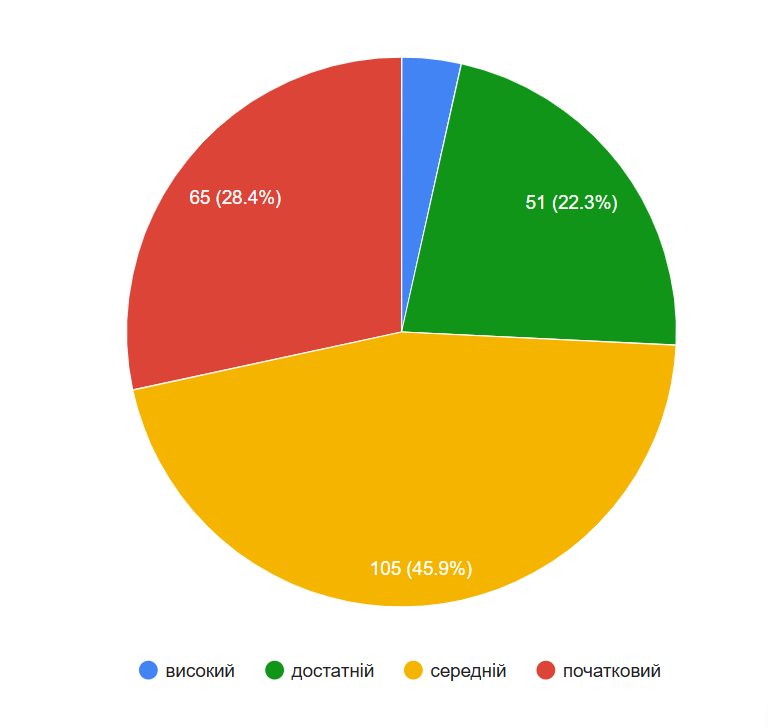 65 (28.4%)
51 (22.3%)
105 (45.9%)
високий достатній середній початковий